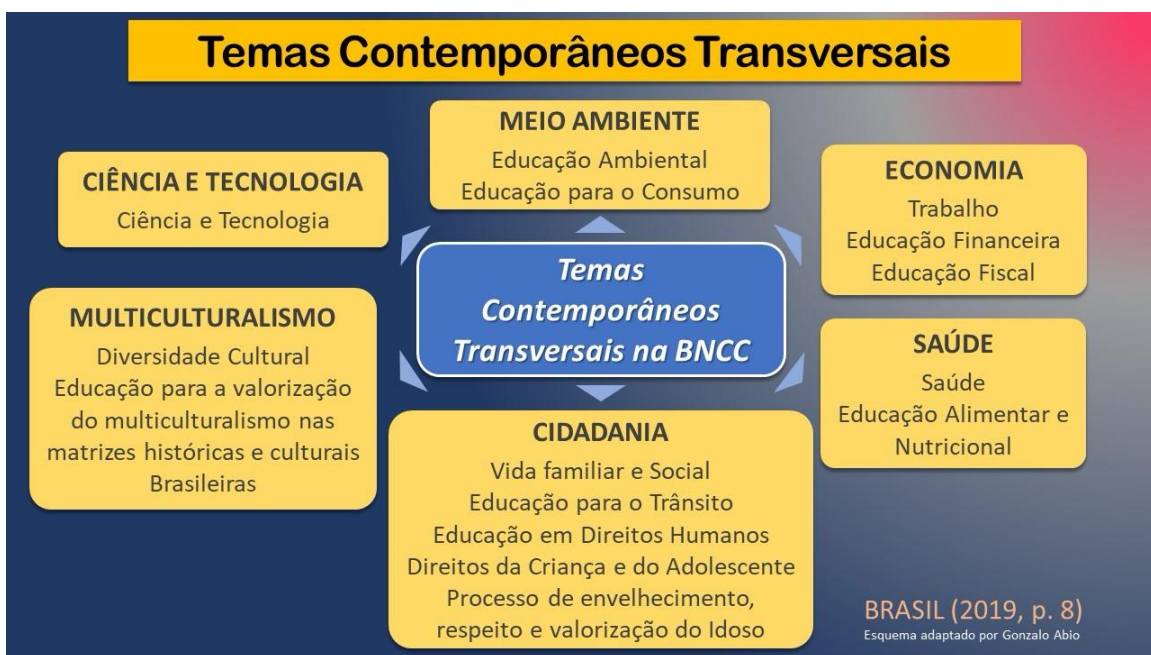 Temas Contemporâneos Transversais
MEIO AMBIENTE
Educação Ambiental
Educação para o Consumo
CIÊNCIA E TECNOLOGIA
Ciência e Tecnologia
ECONOMIA
Trabalho
Educação Financeira
Educação Fiscal
Temas
Contemporâneos
Transversais na BNCC
MULTICULTURALISMO
Diversidade Cultural
Educação para a valorização
do multiculturalismo nas
matrizes históricas e culturais
Brasileiras
SAÚDE
Saúde
Educação Alimentar e
Nutricional
CIDADANIA
Vida familiar e Social
Educação para o Trânsito
Educação em Direitos Humanos
Direitos da Criança e do Adolescente
Processo de envelhecimento,
respeito e valorização do Idoso
BRASIL (2019, p. 8)
Esquema adaptado por Gonzalo Abio